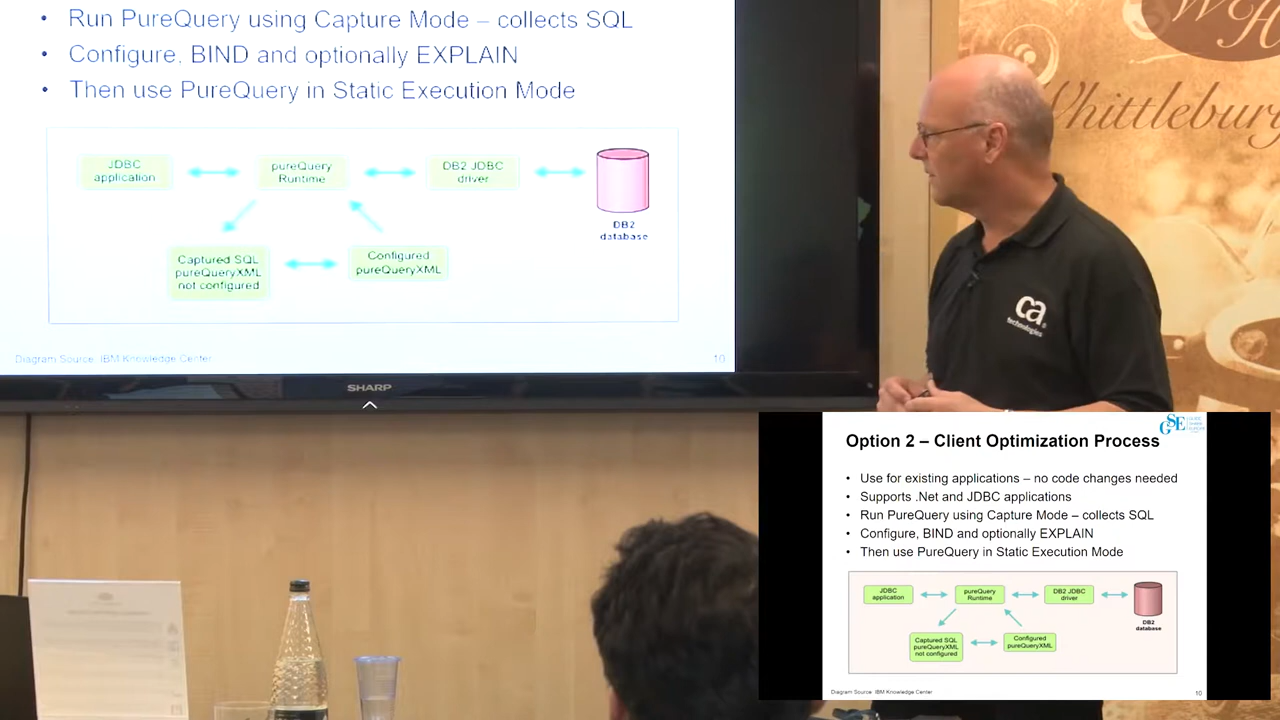 • Run PureQuery using Capture Mode – collects SQL
• Configure, BIND and optionally EXPLAIN
• Then use PureQuery in Static Execution Mode
JDBC
application
pureQuery
Runtime
DB2 JDBC
driver
DB2
database
Captured SQL
pureQueryXML
not configured
Configured
pureQueryXML
Diagram Source: IBM Knowledge Center
10
SHARP
WH
Whittlebury
ca
technologies
GSE
Option 2 – Client Optimization Process
• Use for existing applications – no code changes needed
• Supports .Net and JDBC applications
• Run PureQuery using Capture Mode – collects SQL
• Configure, BIND and optionally EXPLAIN
• Then use PureQuery in Static Execution Mode
JDBC
application
pureQuery
Runtime
DB2 JDBC
driver
DB2
database
Captured SQL
pureQueryXML
not configured
Configured
pureQueryXML
Diagram Source: IBM Knowledge Center
10